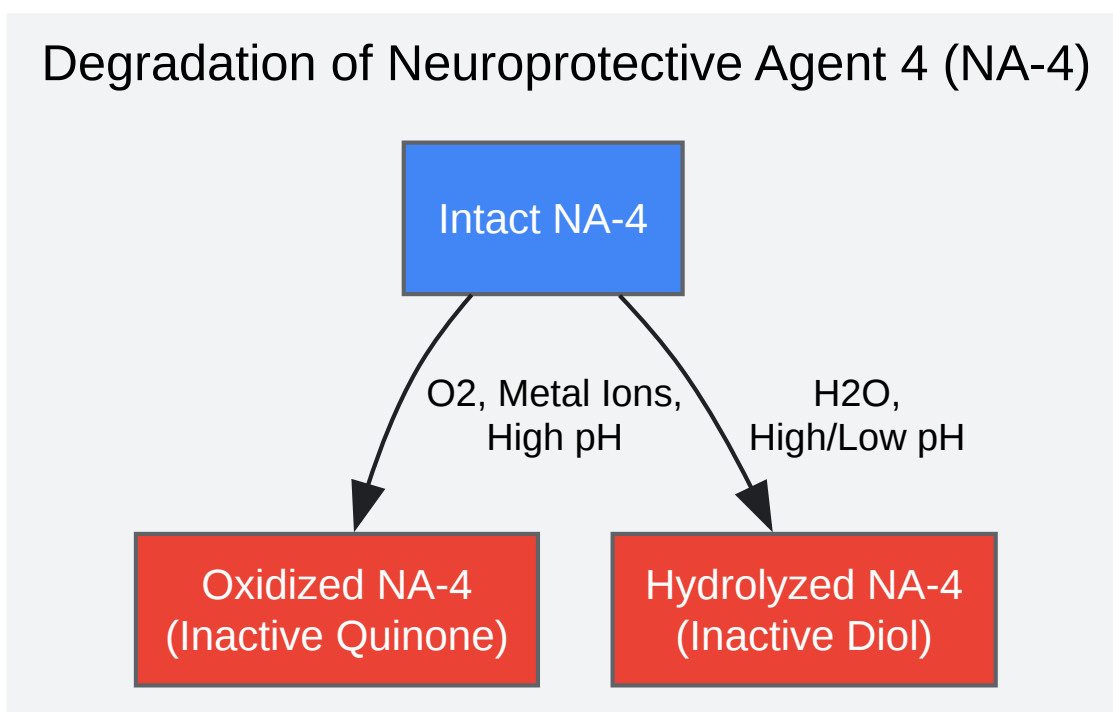 Degradation of Neuroprotective Agent 4 (NA-4)
Intact NA-4
O2, Metal Ions,
High pH
H2O,
High/Low pH
Oxidized NA-4
(Inactive Quinone)
Hydrolyzed NA-4
(Inactive Diol)